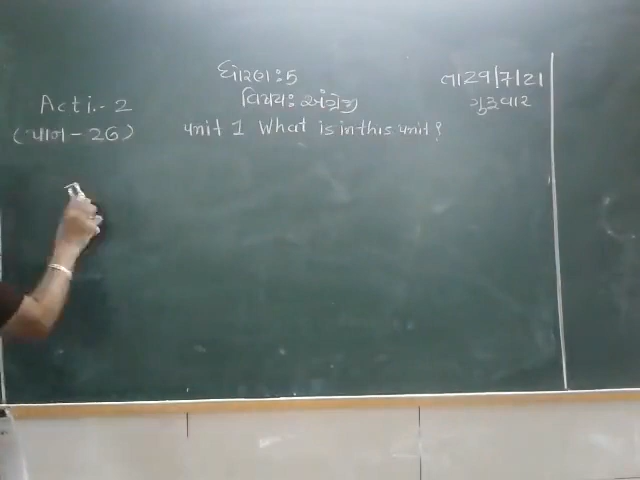 ધોરણ: 5
વિષય: અંગ્રેજી
તા 29/7/21
ગુરૂવાર
Acti.- 2
(પાન - 26)
unit 1 What is in this unit?